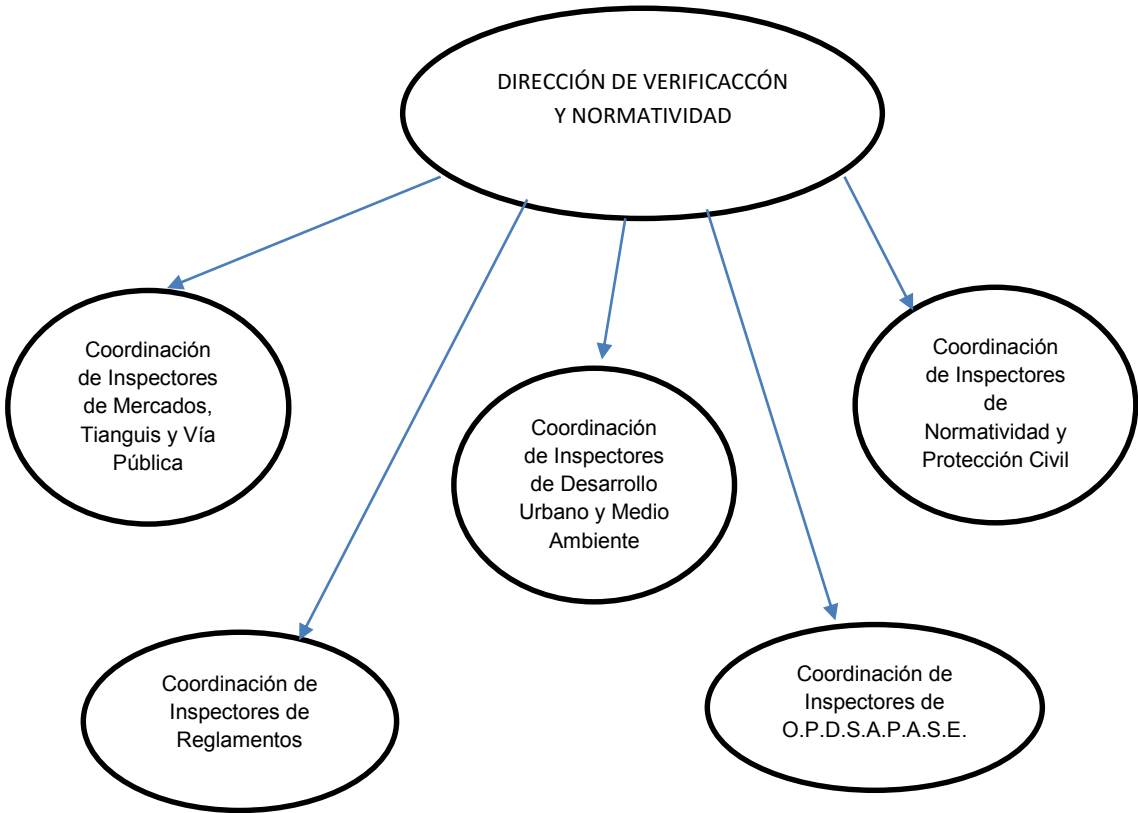 DIRECCIÓN DE VERIFICACCÓN
Y NORMATIVIDAD
Coordinación
de Inspectores
de Mercados,
Tianguis y Vía
Pública
Coordinación
de Inspectores
de Desarrollo
Urbano y Medio
Ambiente
Coordinación
de Inspectores
de
Normatividad y
Protección Civil
Coordinación de
Inspectores de
Reglamentos
Coordinación de
Inspectores de
O.P.D.S.A.P.A.S.E.